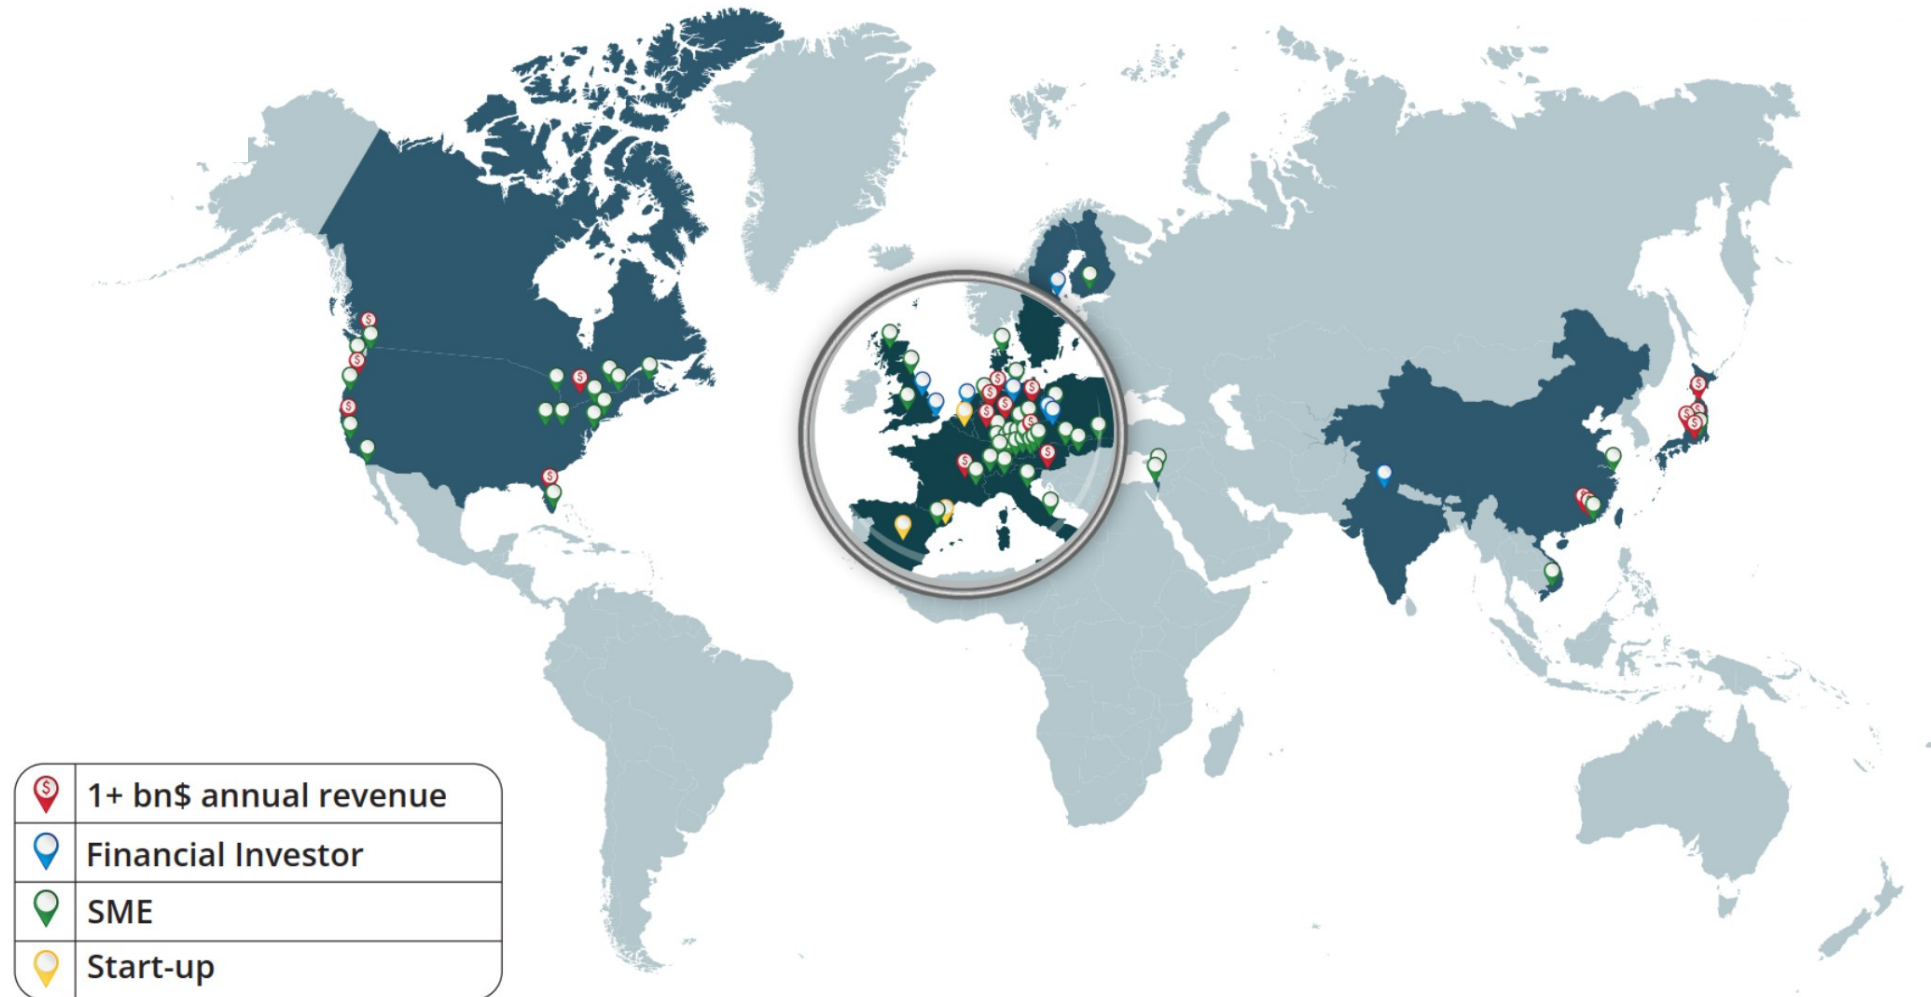 1+ bn$ annual revenue
Financial Investor
SME
Start-up